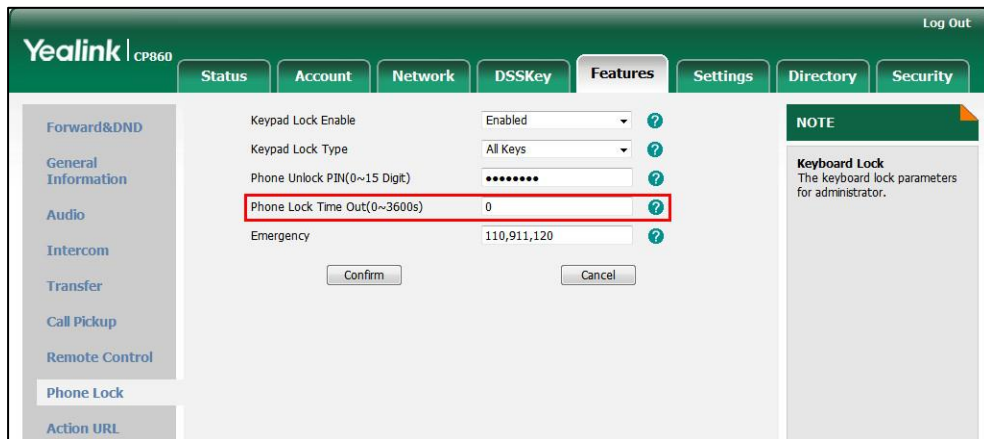 Log Out
Yealink CP860
Status Account Network DSSKey Features Settings Directory Security
Forward&DND
General
Information
Audio
Intercom
Transfer
Call Pickup
Remote Control
Phone Lock
Action URL
Keypad Lock Enable Enabled ?
Keypad Lock Type All Keys ?
Phone Unlock PIN(0~15 Digit) •••••••• ?
Phone Lock Time Out(0~3600s) 0 ?
Emergency 110,911,120 ?
Confirm Cancel
NOTE
Keyboard Lock
The keyboard lock parameters
for administrator.